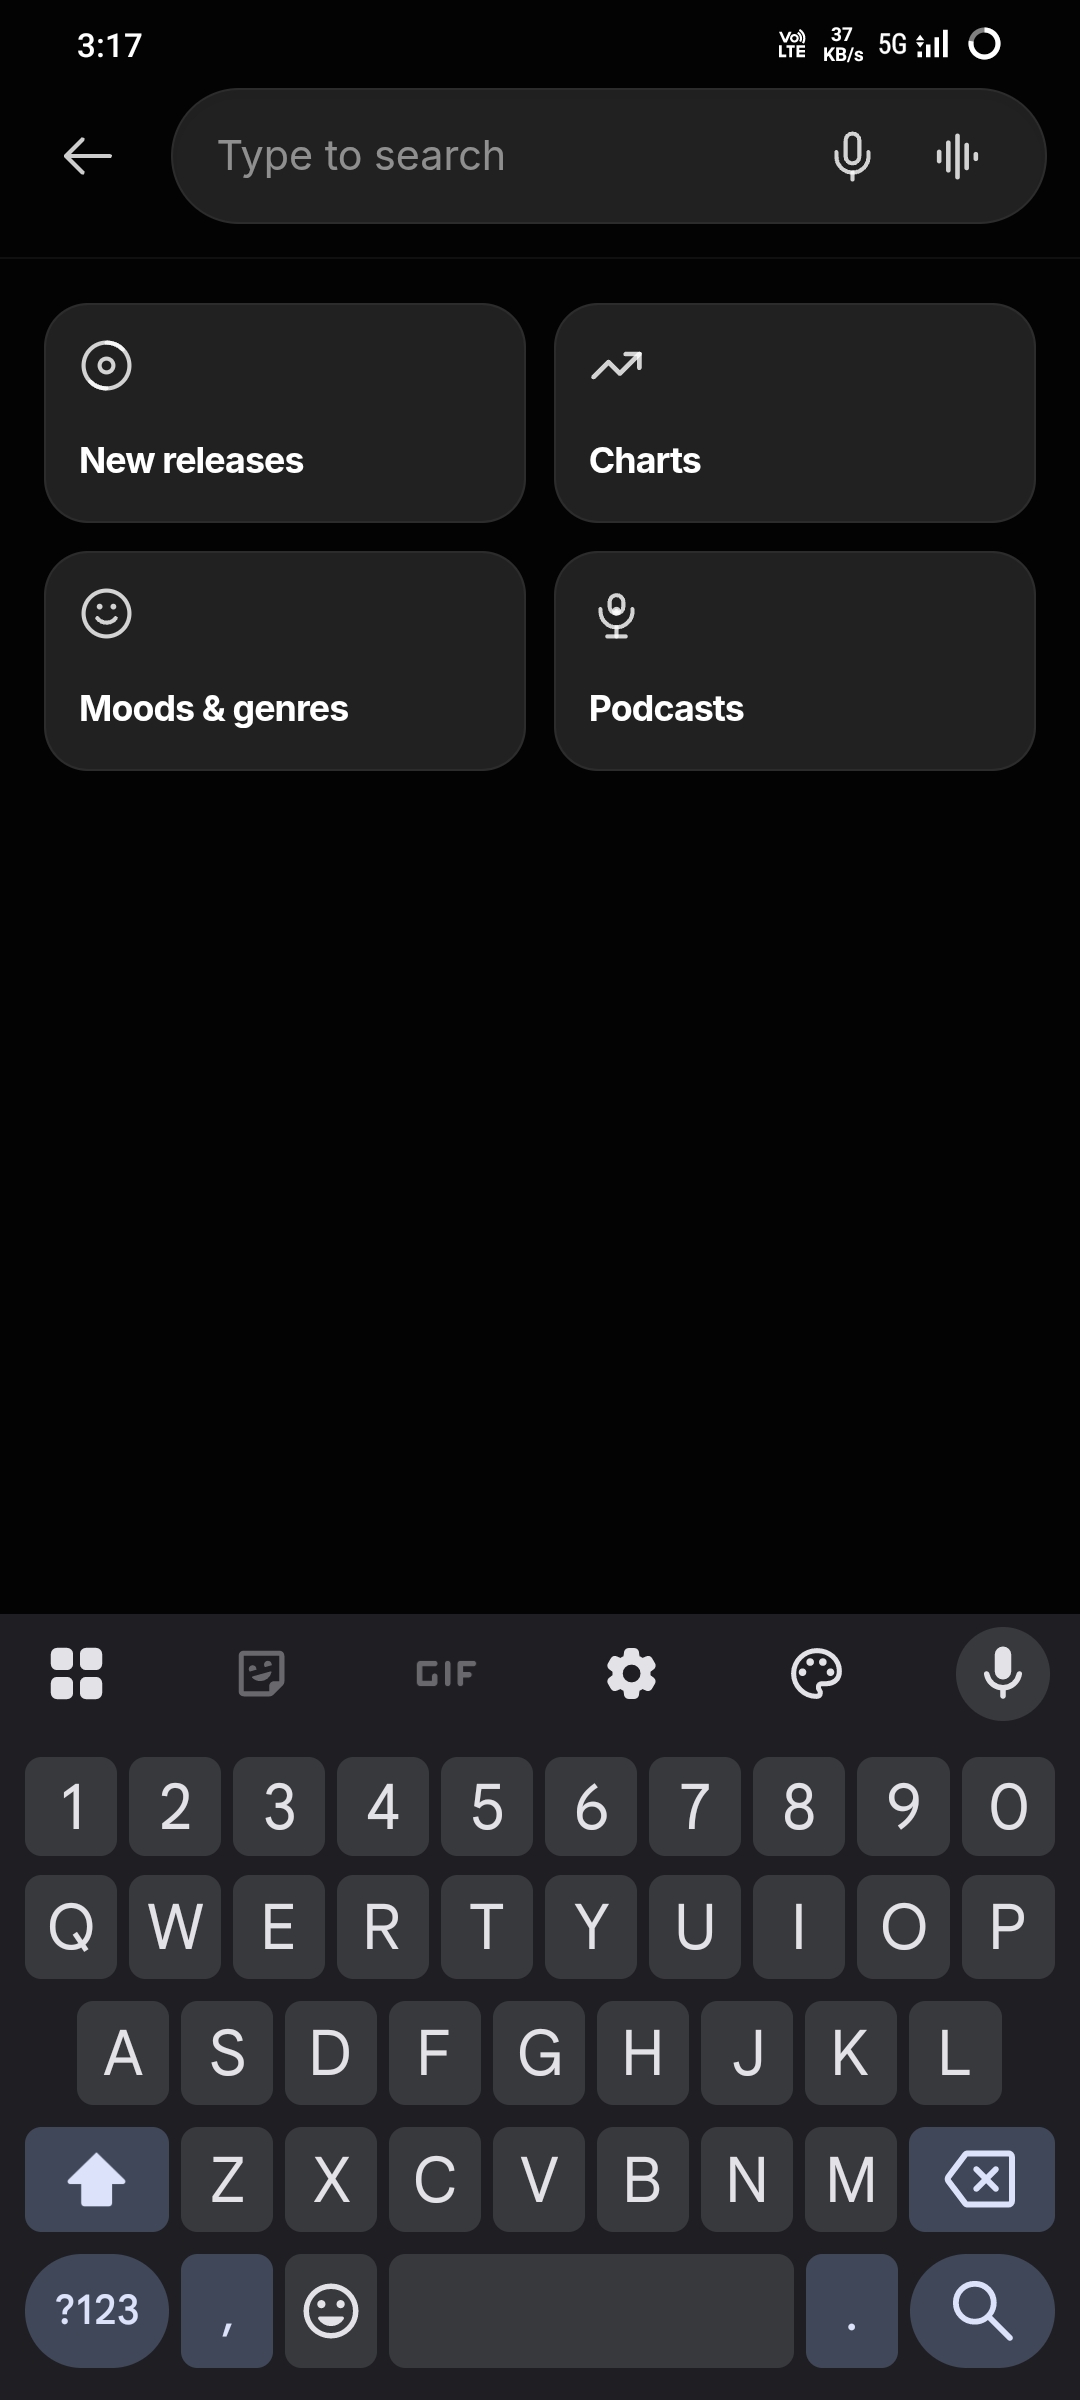 3:17
Vo LTE 37 KB/s 5G
Type to search
New releases
Charts
Moods & genres
Podcasts
GIF
1 2 3 4 5 6 7 8 9 0
Q W E R T Y U I O P
A S D F G H J K L
Z X C V B N M
?123 , .